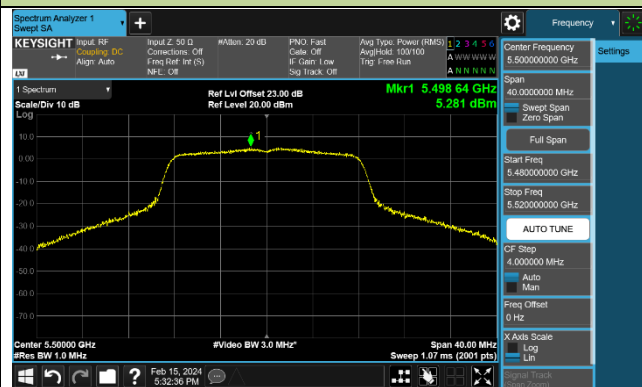 Spectrum Analyzer 1
Swept SA
+
Frequency
KEYSIGHT
Input: RF
Coupling: DC
Align: Auto
Input Z: 50 Ω
Corrections: Off
Freq Ref: Int (S)
NFE: Off
#Atten: 20 dB
PNO: Fast
Gate: Off
IF Gain: Low
Sig Track: Off
Avg Type: Power (RMS)
Avg|Hold: 100/100
Trig: Free Run
1 2 3 4 5 6
A W W W W W
A N N N N N
LXI
1 Spectrum
Scale/Div 10 dB
Ref Lvl Offset 23.00 dB
Ref Level 20.00 dBm
Mkr1 5.498 64 GHz
5.281 dBm
Log
10.0
0.00
-10.0
-20.0
-30.0
-40.0
-50.0
-60.0
-70.0
1
Center 5.50000 GHz
#Res BW 1.0 MHz
#Video BW 3.0 MHz*
Span 40.00 MHz
Sweep 1.07 ms (2001 pts)
Center Frequency
5.500000000 GHz
Settings
Span
40.0000000 MHz
Swept Span
Zero Span
Full Span
Start Freq
5.480000000 GHz
Stop Freq
5.520000000 GHz
AUTO TUNE
CF Step
4.000000 MHz
Auto
Man
Freq Offset
0 Hz
X Axis Scale
Log
Lin
Signal Track
(Span Zoom)
?
Feb 15, 2024
5:32:36 PM